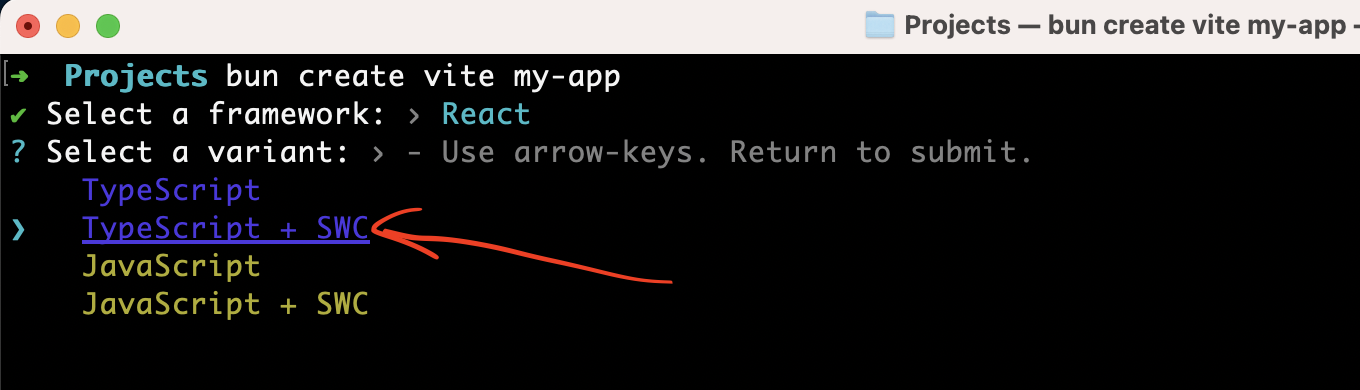 Projects — bun create vite my-app -
➜ Projects bun create vite my-app
✔ Select a framework: › React
? Select a variant: › - Use arrow-keys. Return to submit.
TypeScript
❯ TypeScript + SWC
JavaScript
JavaScript + SWC